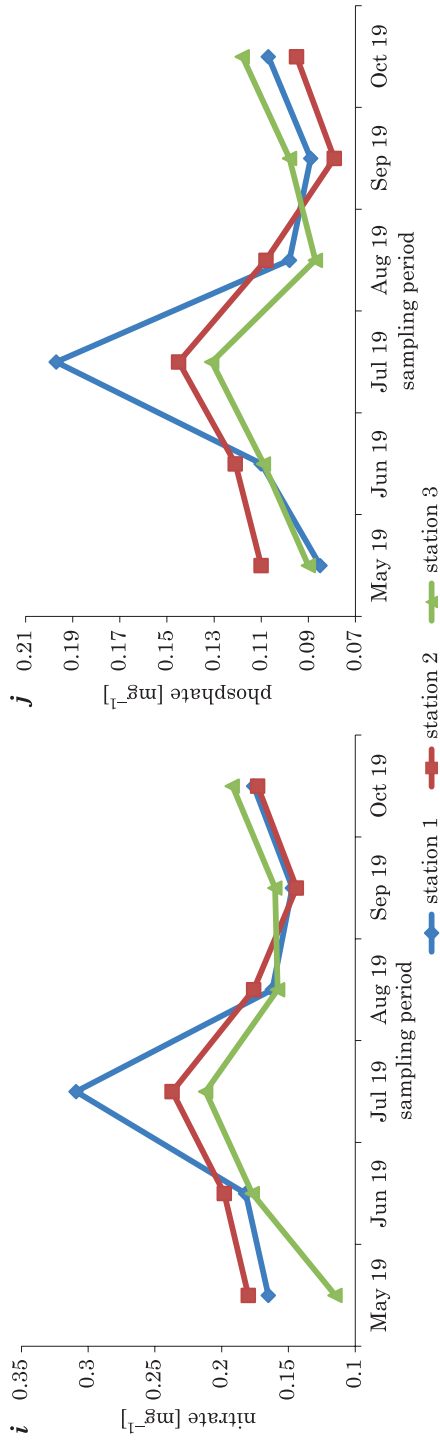 i
nitrate [mg⁻¹]
0.35
0.3
0.25
0.2
0.15
0.1
May 19
Jun 19
Jul 19
Aug 19
Sep 19
Oct 19
sampling period
j
phosphate [mg⁻¹]
0.21
0.19
0.17
0.15
0.13
0.11
0.09
0.07
May 19
Jun 19
Jul 19
Aug 19
Sep 19
Oct 19
sampling period
station 1 station 2 station 3